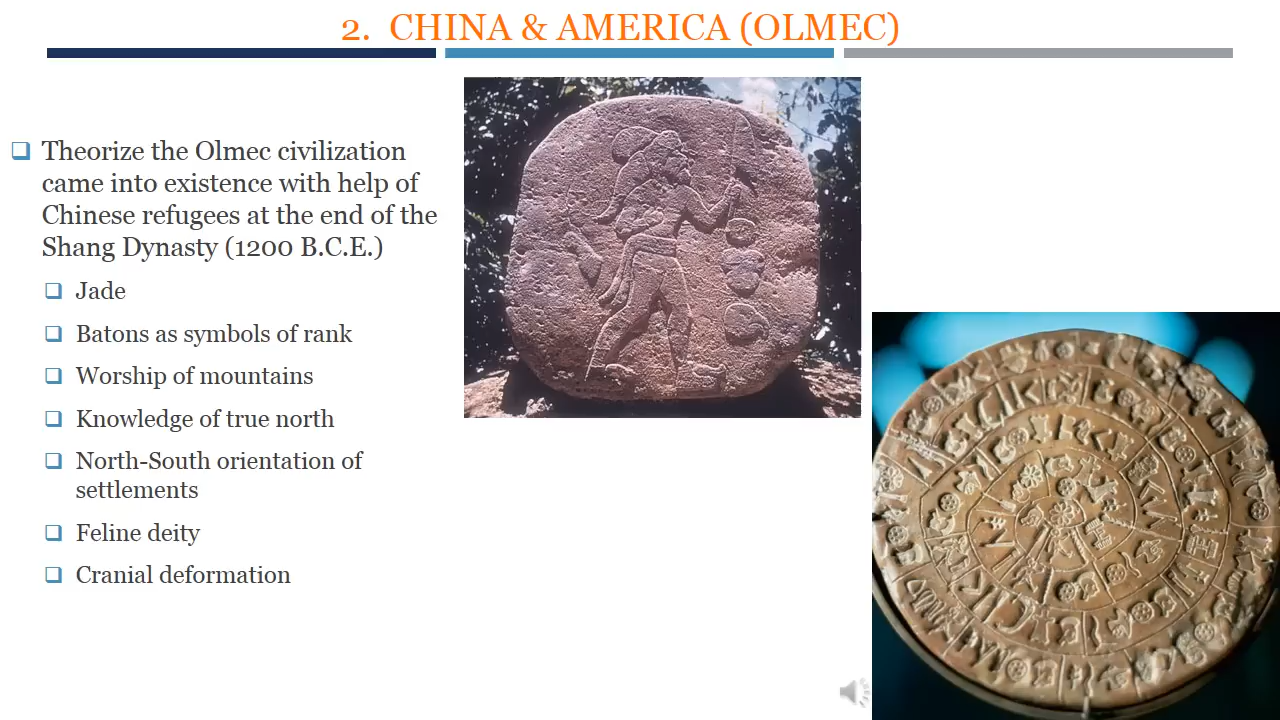 2. CHINA & AMERICA (OLMEC)
Theorize the Olmec civilization
came into existence with help of
Chinese refugees at the end of the
Shang Dynasty (1200 B.C.E.)
Jade
Batons as symbols of rank
Worship of mountains
Knowledge of true north
North-South orientation of
settlements
Feline deity
Cranial deformation